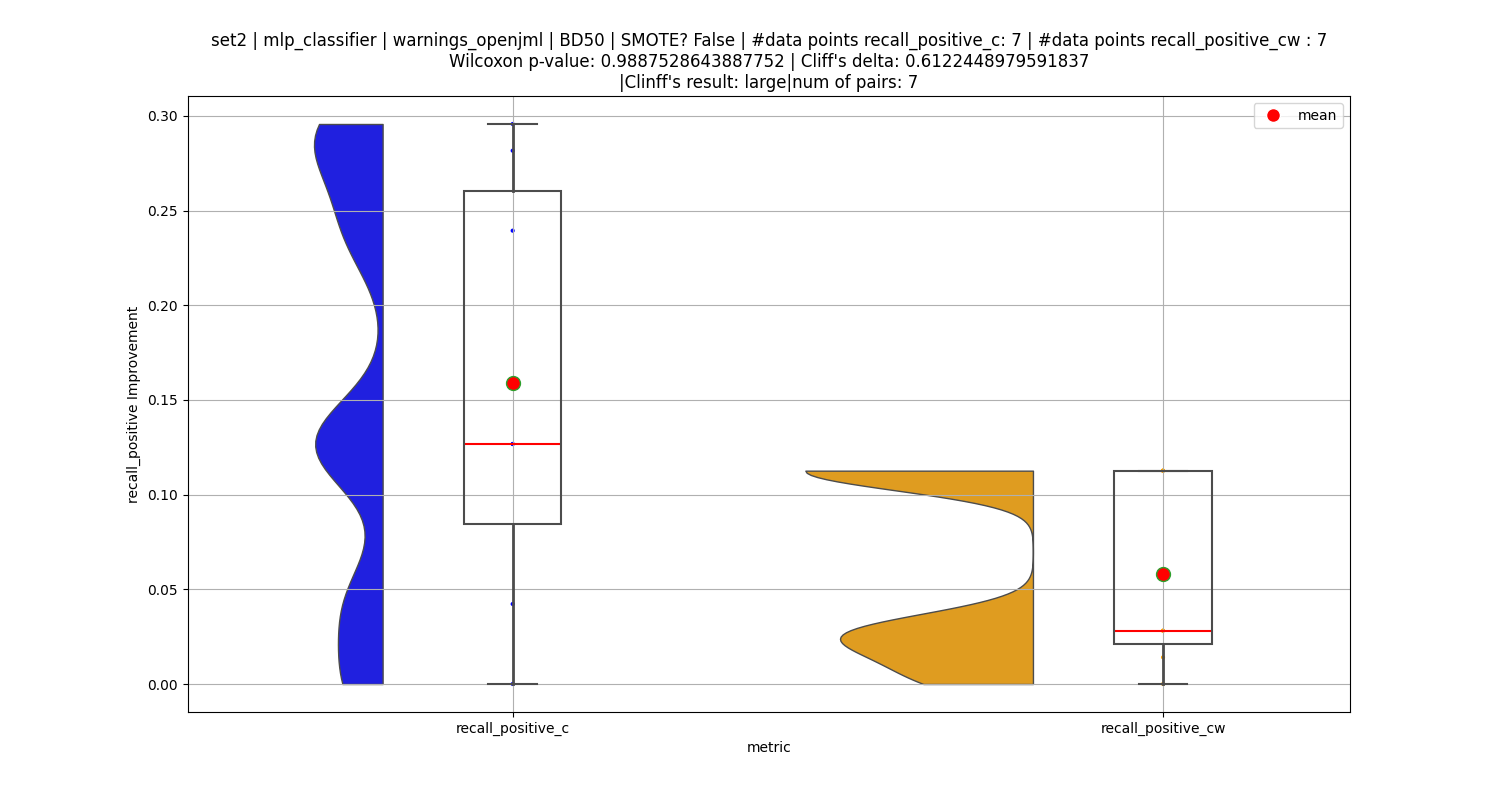 set2 | mlp_classifier | warnings_openjml | BD50 | SMOTE? False | #data points recall_positive_c: 7 | #data points recall_positive_cw : 7
Wilcoxon p-value: 0.9887528643887752 | Cliff's delta: 0.6122448979591837
|Clinff's result: large|num of pairs: 7
mean
0.30
0.25
0.20
0.15
0.10
0.05
0.00
recall_positive Improvement
recall_positive_c
recall_positive_cw
metric